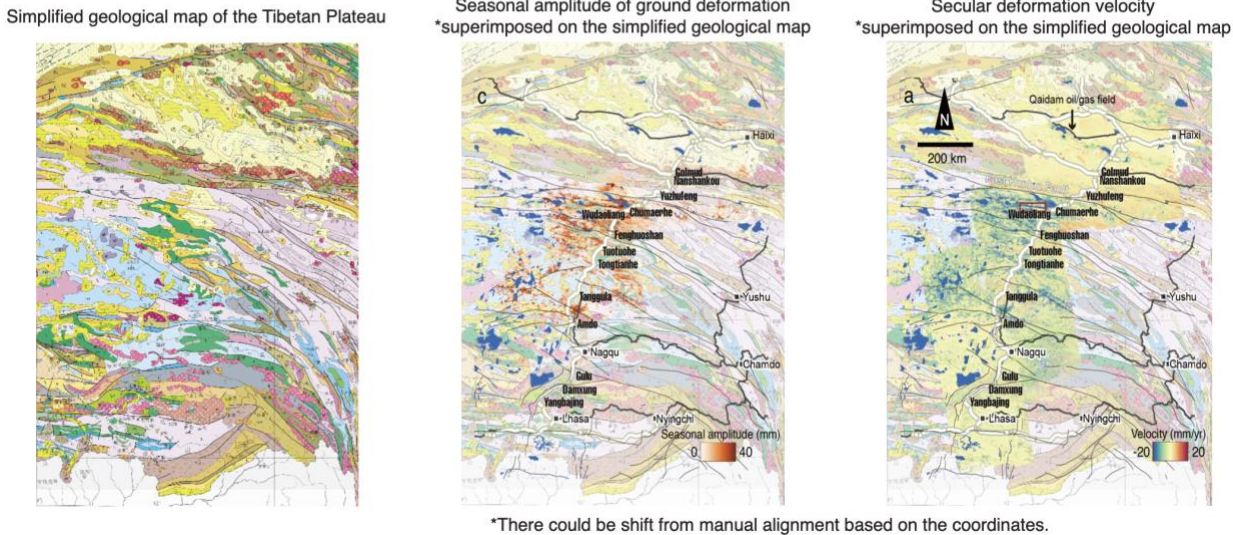 Simplified geological map of the Tibetan Plateau
Seasonal amplitude of ground deformation
*superimposed on the simplified geological map
c
Haixi
Golmud
Nanshankou
Yuzhufeng
Wudaoliang
Chumaerhe
Fenghuoshan
Tuotuohe
Tongtianhe
Tanggula
Yushu
Amdo
Nagqu
Chamdo
Gulu
Damxung
Yangbajing
Lhasa
Nyingchi
Seasonal amplitude (mm)
0 40
Secular deformation velocity
*superimposed on the simplified geological map
a
N
200 km
Qaidam oil/gas field
Haixi
Golmud
Nanshankou
Yuzhufeng
Wudaoliang
Chumaerhe
Fenghuoshan
Tuotuohe
Tongtianhe
Tanggula
Yushu
Amdo
Nagqu
Chamdo
Gulu
Damxung
Yangbajing
Lhasa
Nyingchi
Velocity (mm/yr)
-20 20
*There could be shift from manual alignment based on the coordinates.